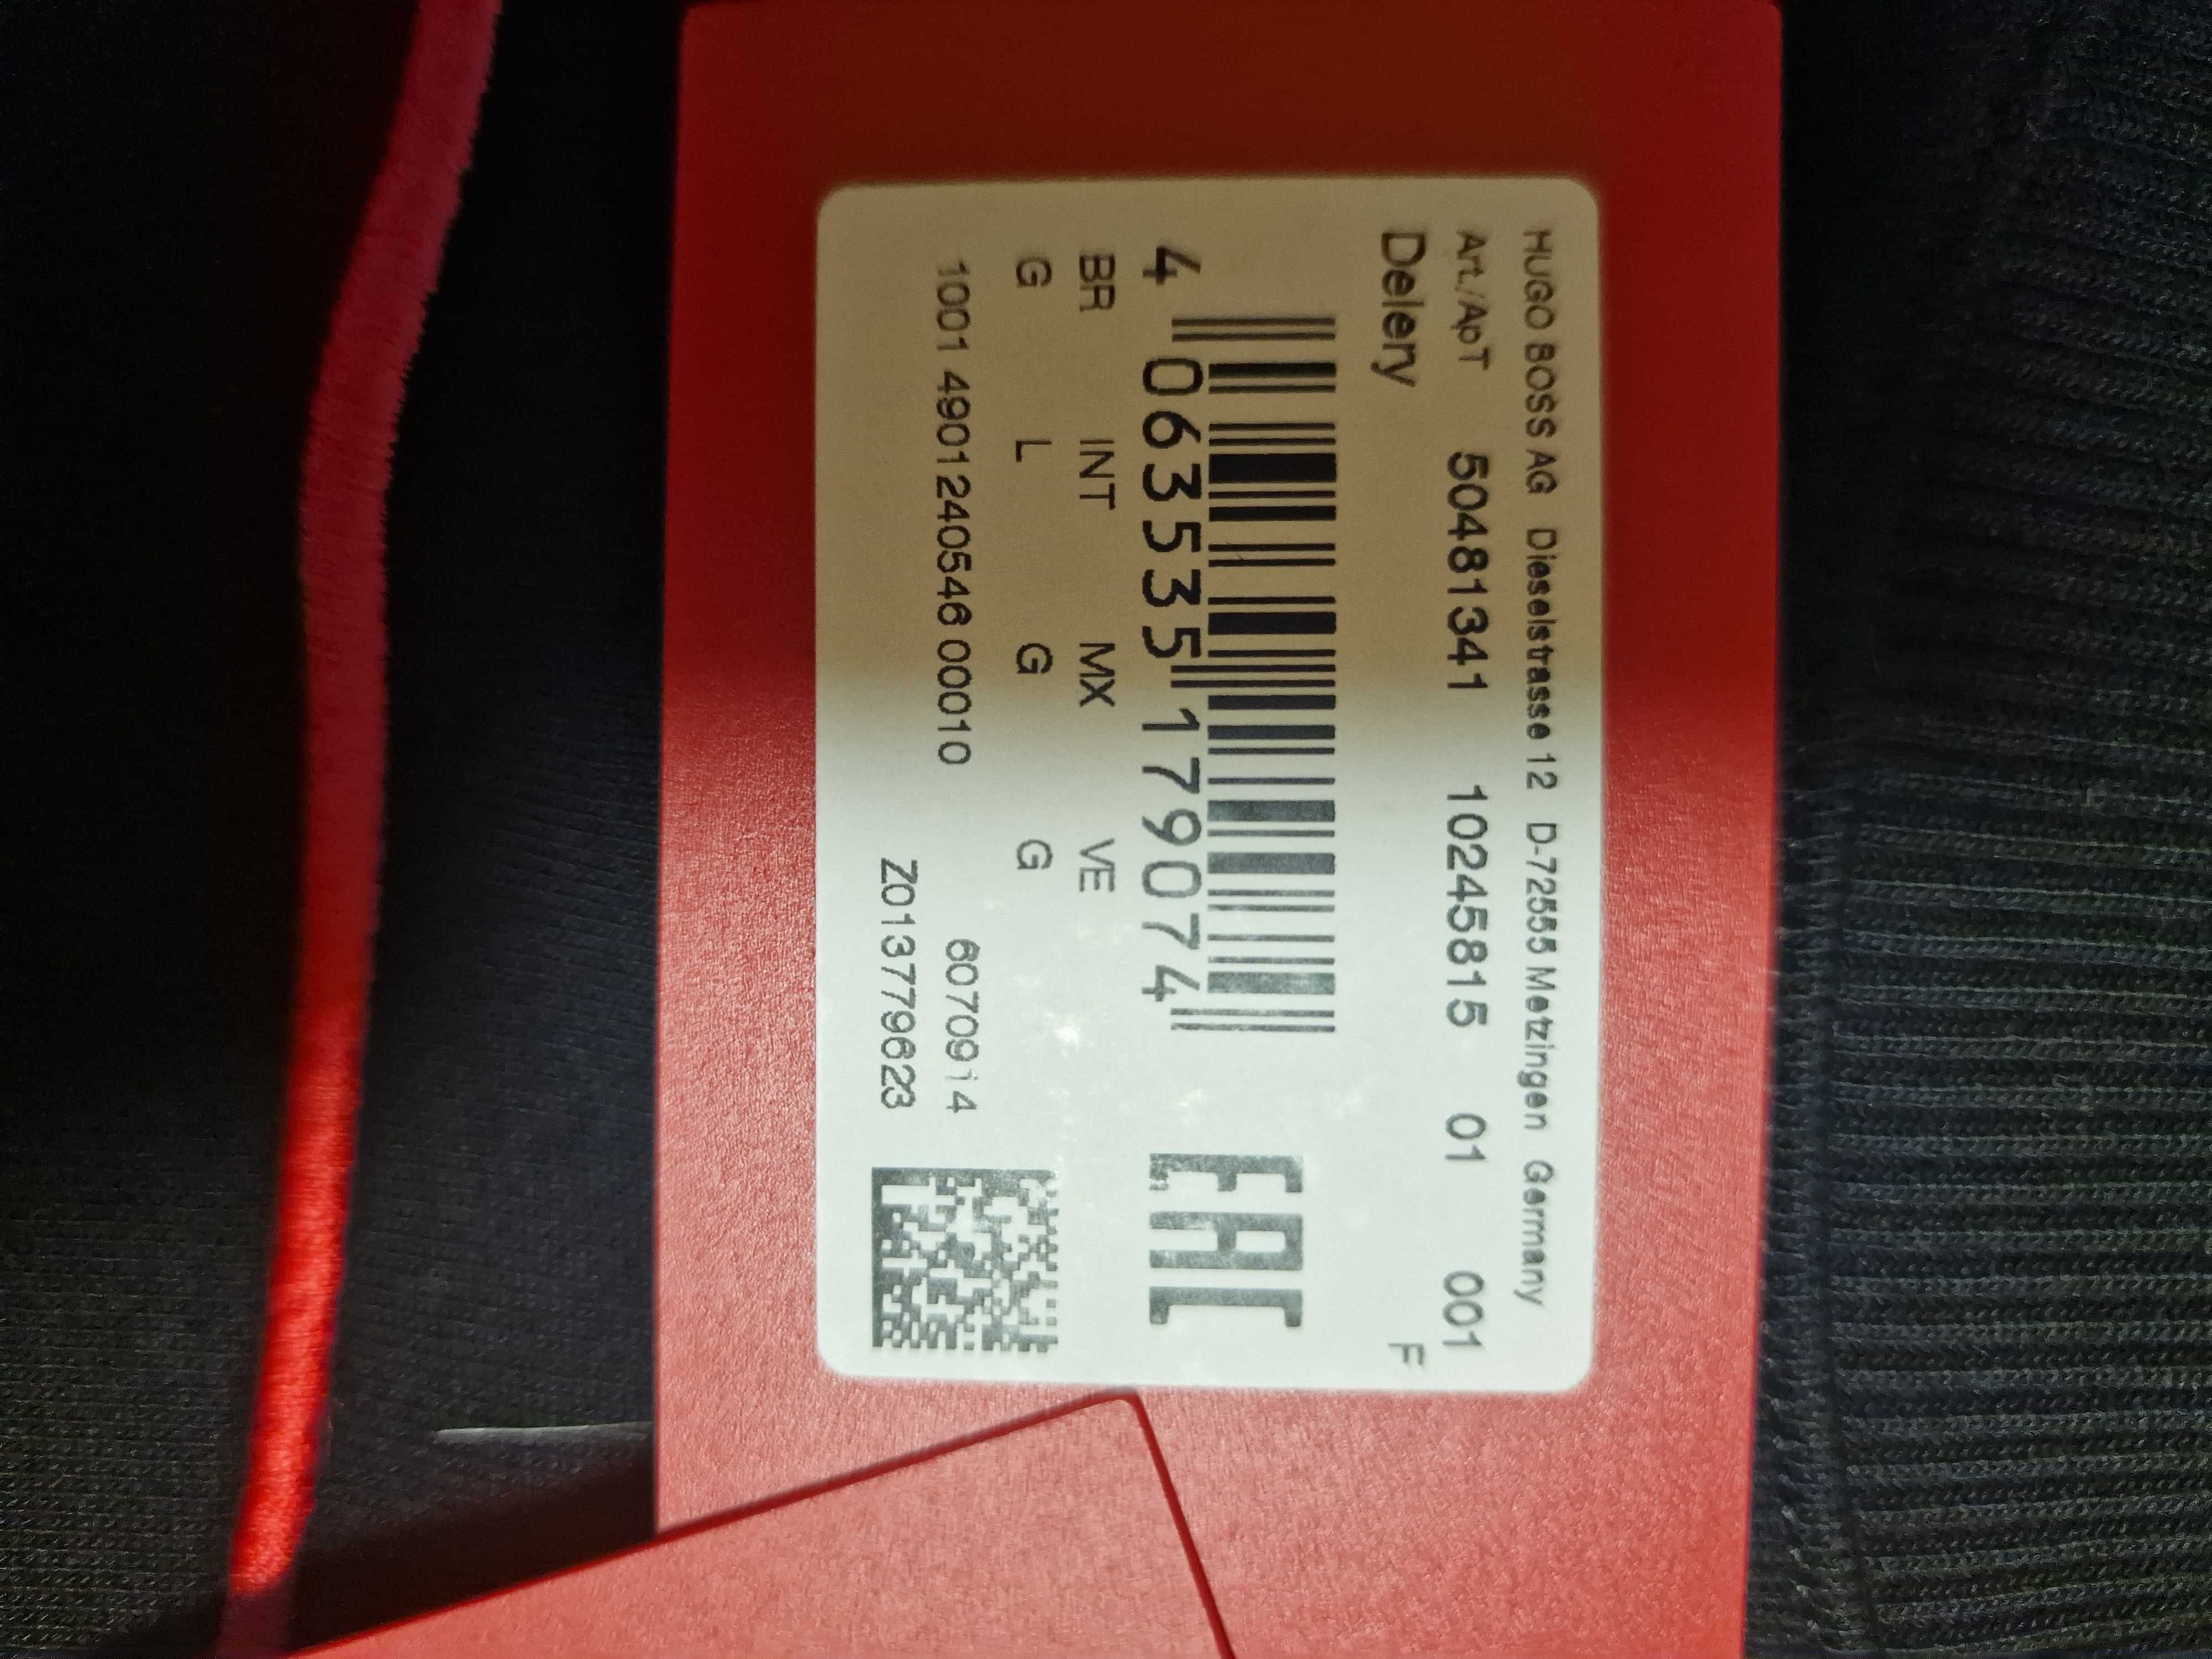 HUGO BOSS AG Dieselstrasse 12 D-72555 Metzingen Germany
Art./АрТ 50481341 10245815 01 001
Delery F
4 063535 179074
EAC
BR INT MX VE
G L G G
1001 4901240546 00010 6070914
Z013779623